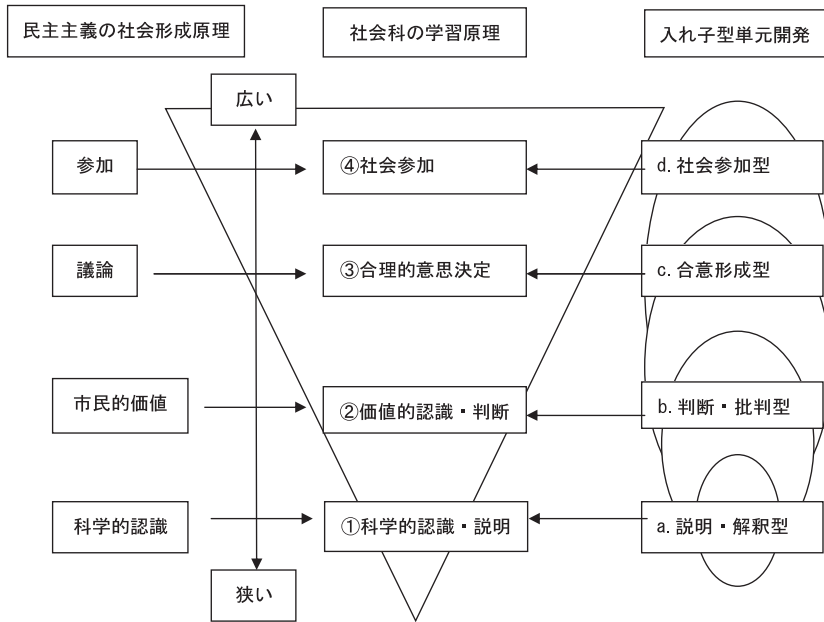 民主主義の社会形成原理
社会科の学習原理
入れ子型単元開発
広い
参加
④社会参加
d. 社会参加型
議論
③合理的意思決定
c. 合意形成型
市民的価値
②価値的認識・判断
b. 判断・批判型
科学的認識
①科学的認識・説明
a. 説明・解釈型
狭い